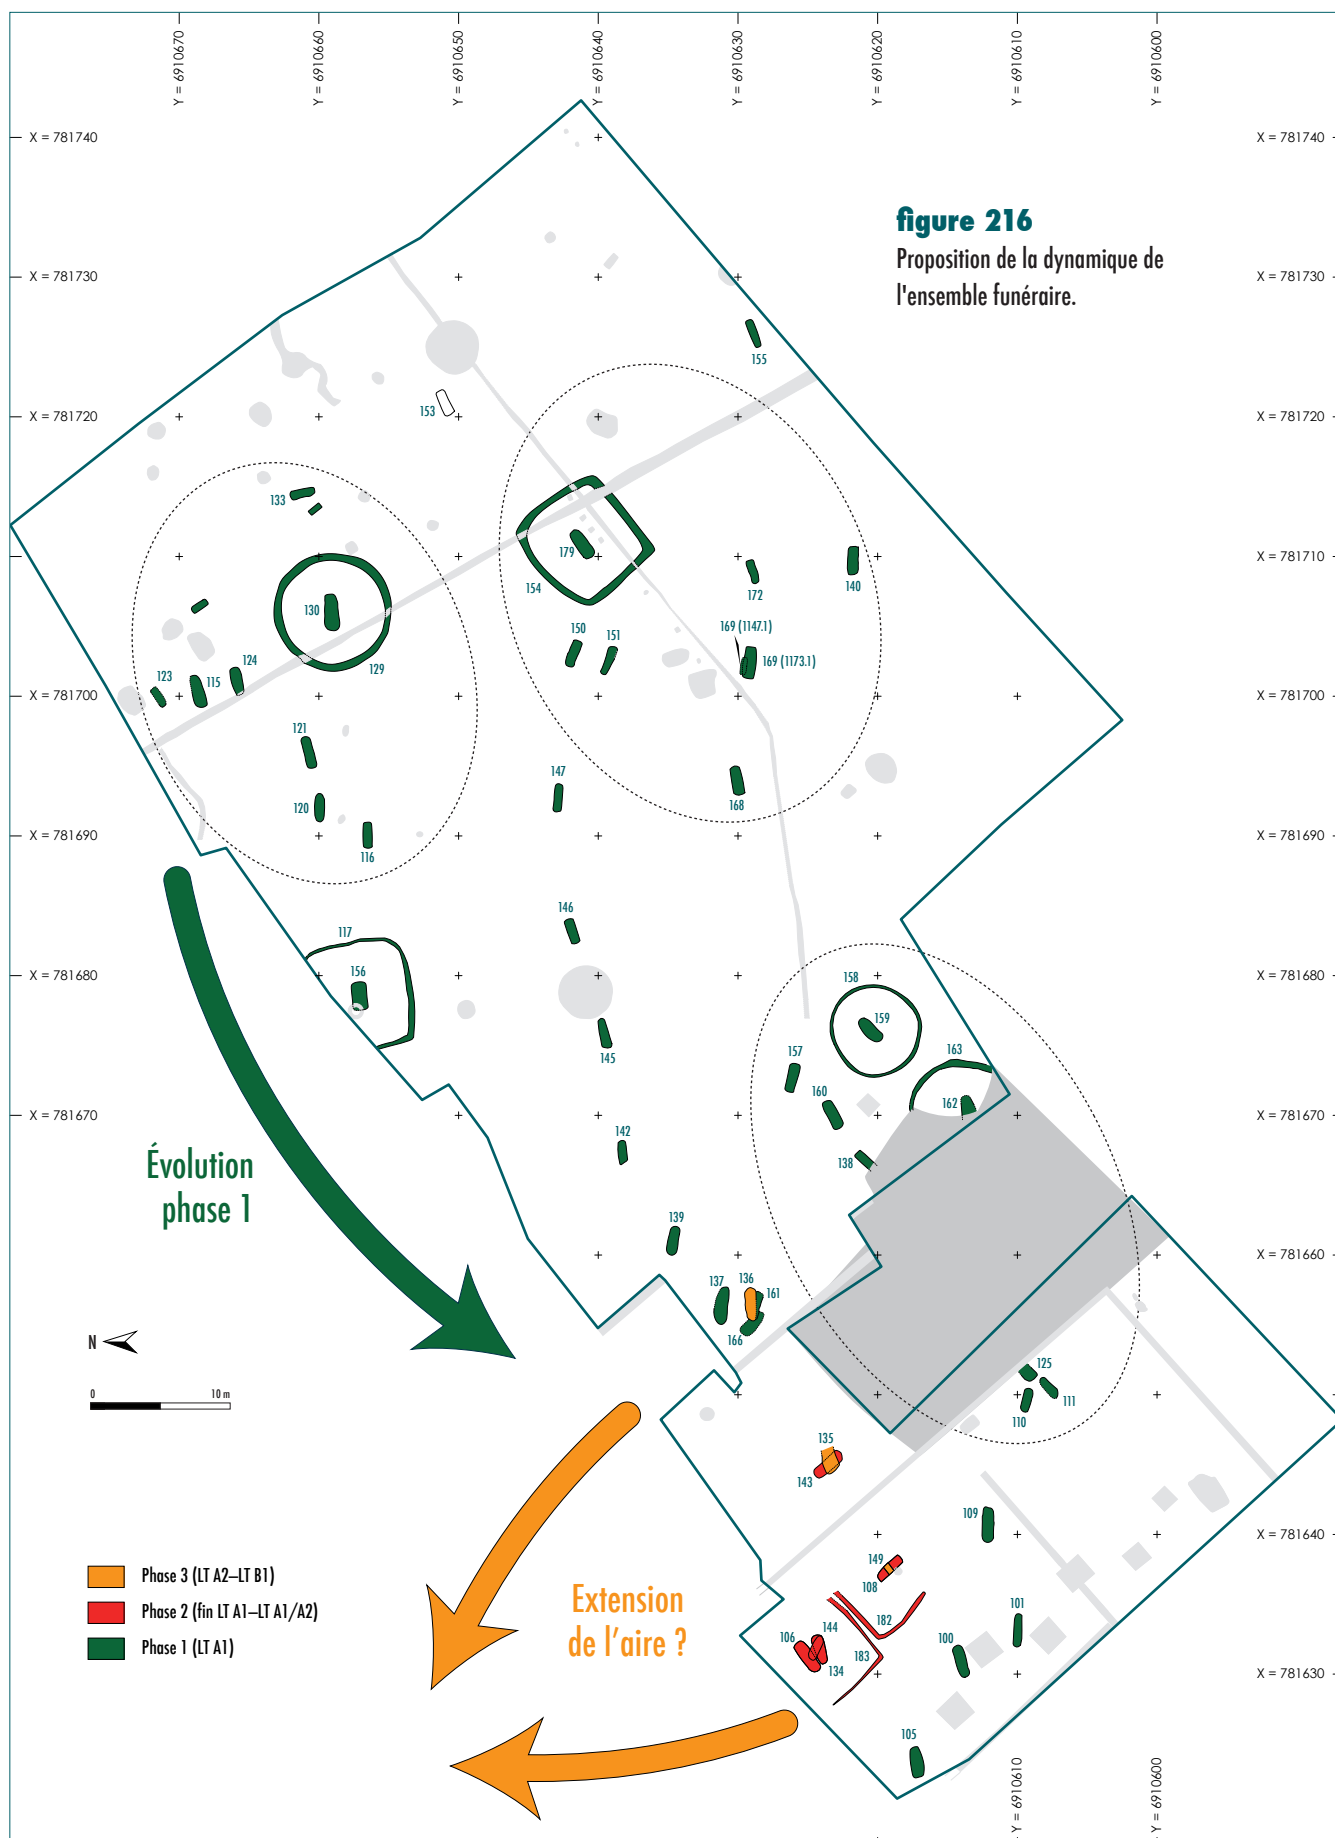 Y = 6910670
Y = 6910660
Y = 6910650
Y = 6910640
Y = 6910630
Y = 6910620
Y = 6910610
Y = 6910600
X = 781740
X = 781740
figure 216
Proposition de la dynamique de
l'ensemble funéraire.
X = 781730
X = 781730
155
153
X = 781720
X = 781720
133
179
X = 781710
X = 781710
154
172
140
130
150
151
169 (1147.1)
169 (1173.1)
129
123
115
124
X = 781700
X = 781700
121
147
120
168
116
X = 781690
X = 781690
146
117
156
158
X = 781680
X = 781680
159
145
157
163
160
162
X = 781670
X = 781670
142
138
Évolution
phase 1
139
X = 781660
X = 781660
137
136
161
166
N
125
111
110
0
10 m
135
143
109
X = 781640
X = 781640
149
108
Phase 3 (LT A2–LT B1)
Phase 2 (fin LT A1–LT A1/A2)
Phase 1 (LT A1)
Extension
de l'aire ?
101
182
144
106
100
183
134
X = 781630
X = 781630
105
Y = 6910610
Y = 6910600